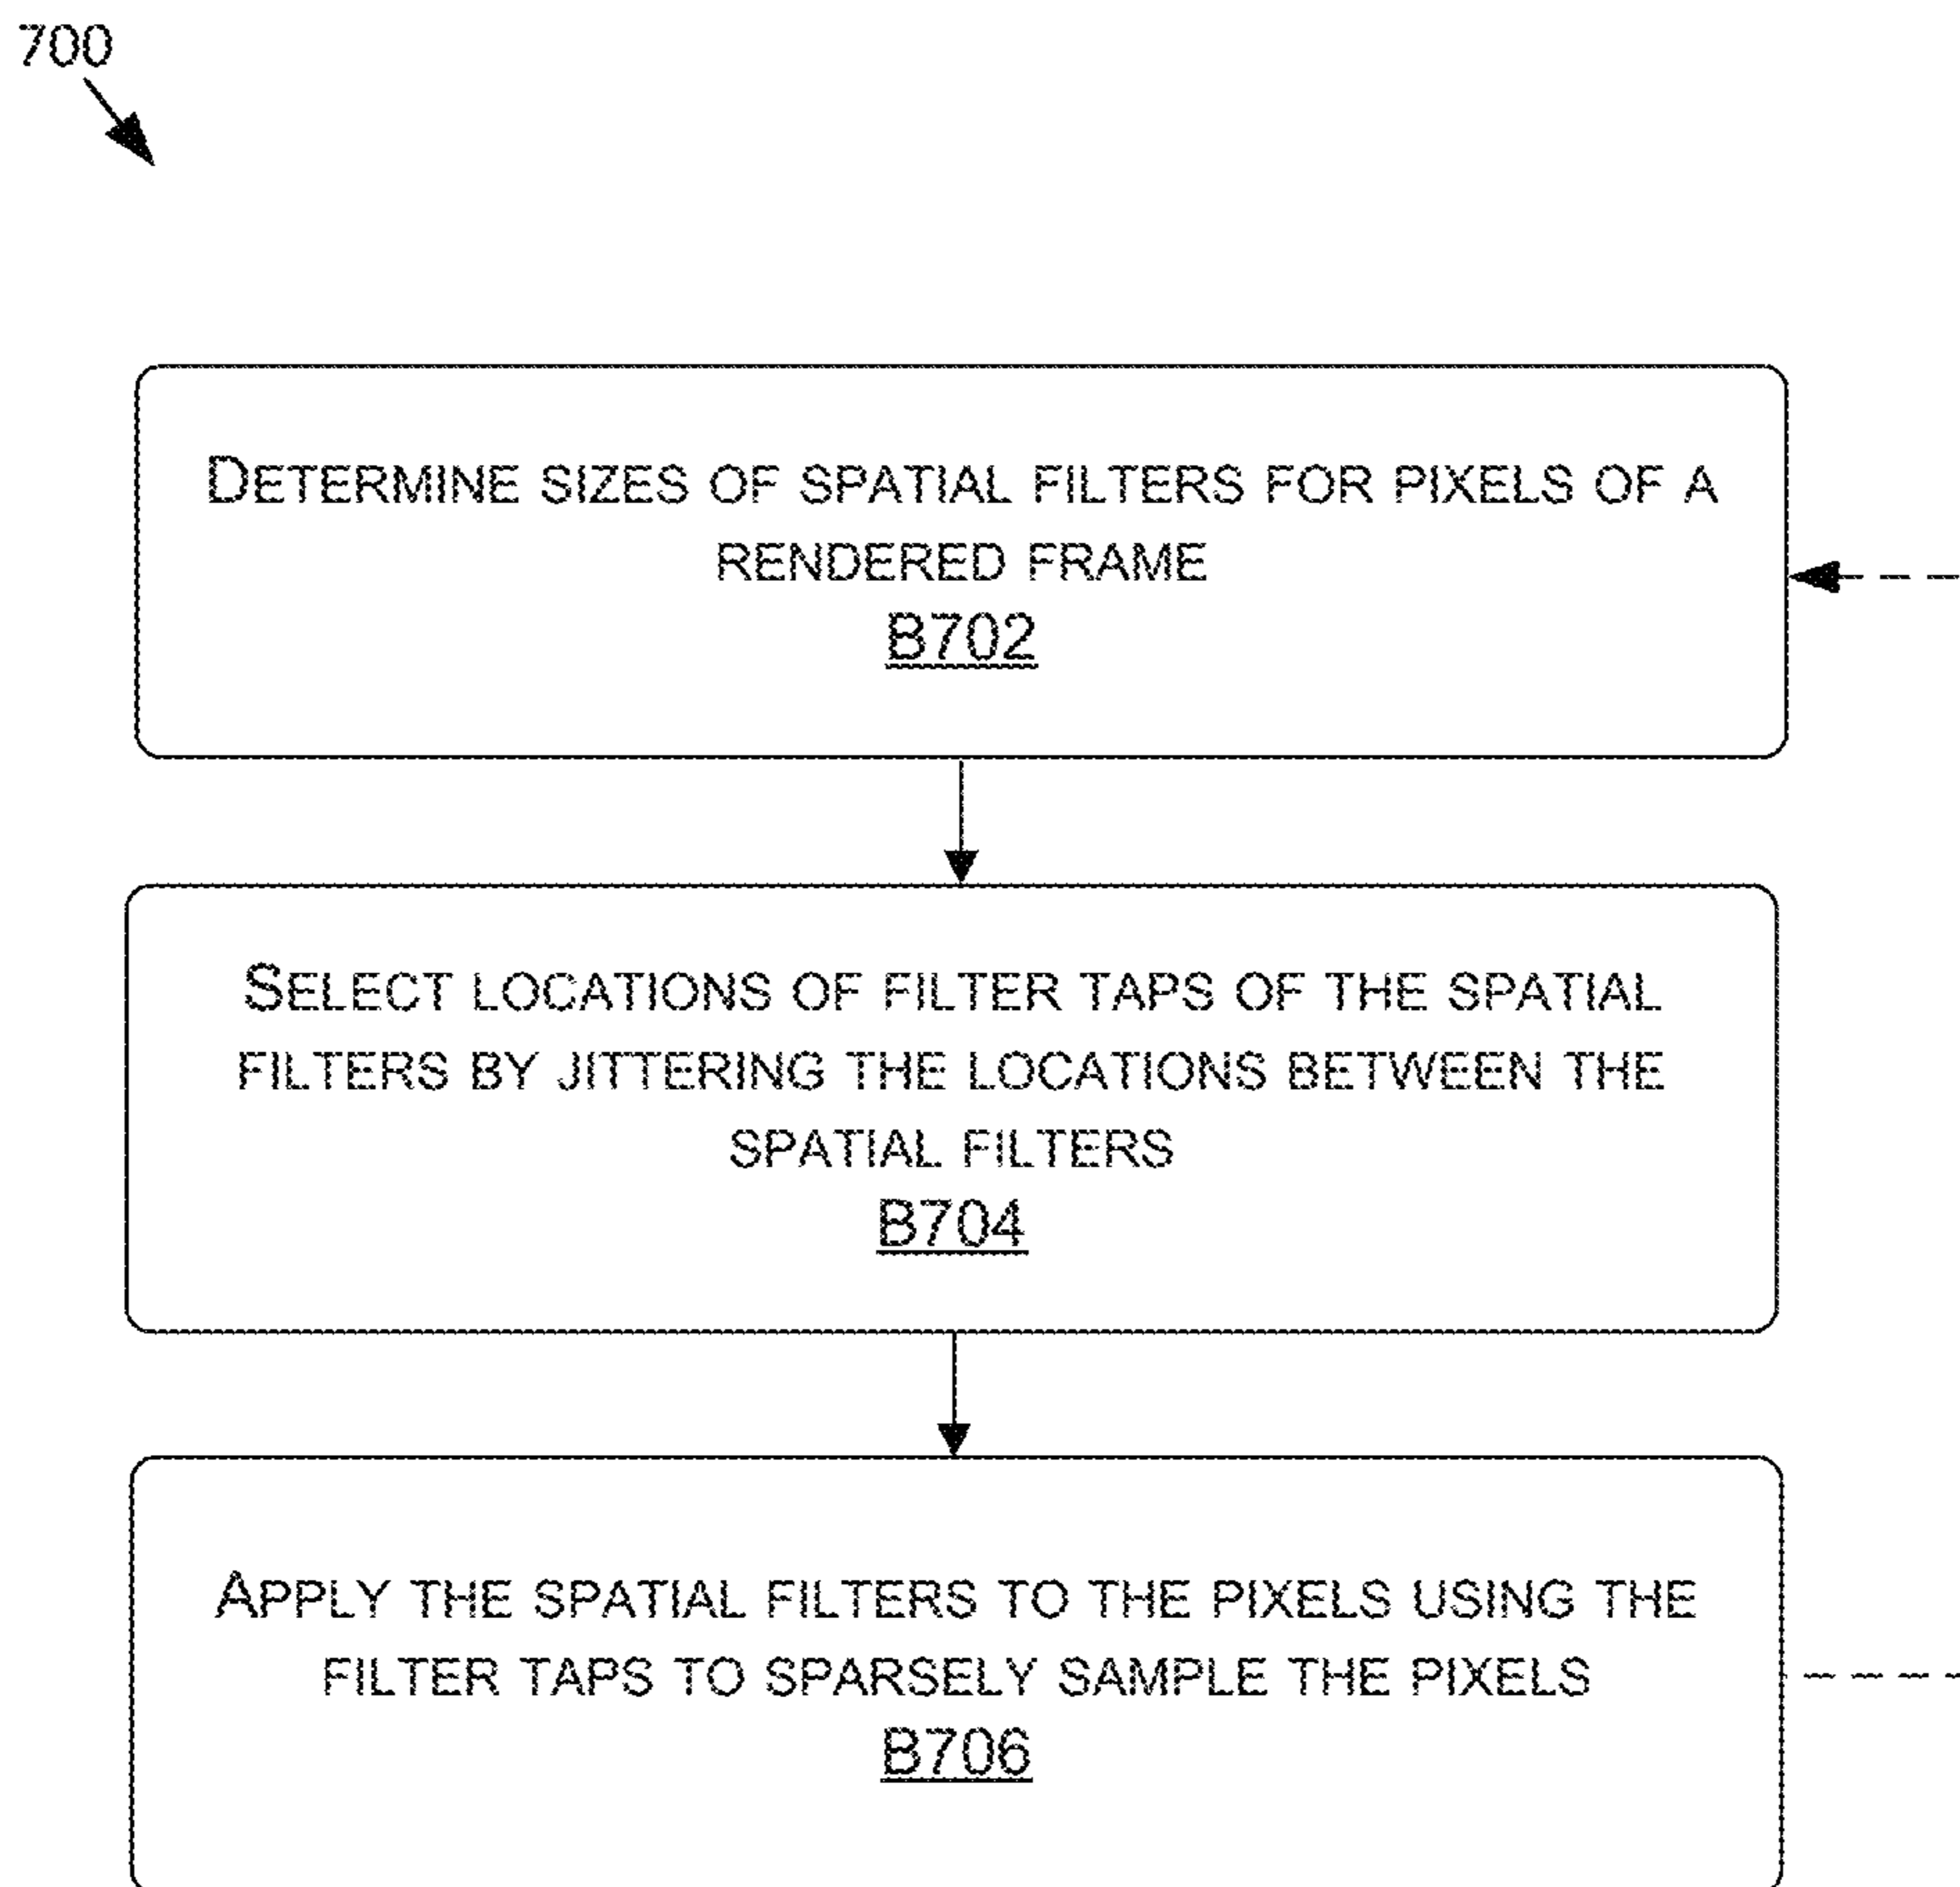 700
DETERMINE SIZES OF SPATIAL FILTERS FOR PIXELS OF A
RENDERED FRAME
B702
SELECT LOCATIONS OF FILTER TAPS OF THE SPATIAL
FILTERS BY JITTERING THE LOCATIONS BETWEEN THE
SPATIAL FILTERS
B704
APPLY THE SPATIAL FILTERS TO THE PIXELS USING THE
FILTER TAPS TO SPARSELY SAMPLE THE PIXELS
B706